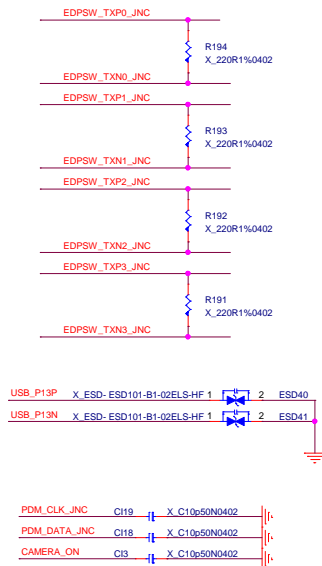 EDPSW_TXP0_JNC
R194
X_220R1%0402
EDPSW_TXN0_JNC
EDPSW_TXP1_JNC
R193
X_220R1%0402
EDPSW_TXN1_JNC
EDPSW_TXP2_JNC
R192
X_220R1%0402
EDPSW_TXN2_JNC
EDPSW_TXP3_JNC
R191
X_220R1%0402
EDPSW_TXN3_JNC
USB_P13P X_ESD- ESD101-B1-02ELS-HF 1 2 ESD40
USB_P13N X_ESD- ESD101-B1-02ELS-HF 1 2 ESD41
PDM_CLK_JNC CI19 X_C10p50N0402
PDM_DATA_JNC CI18 X_C10p50N0402
CAMERA_ON CI3 X_C10p50N0402